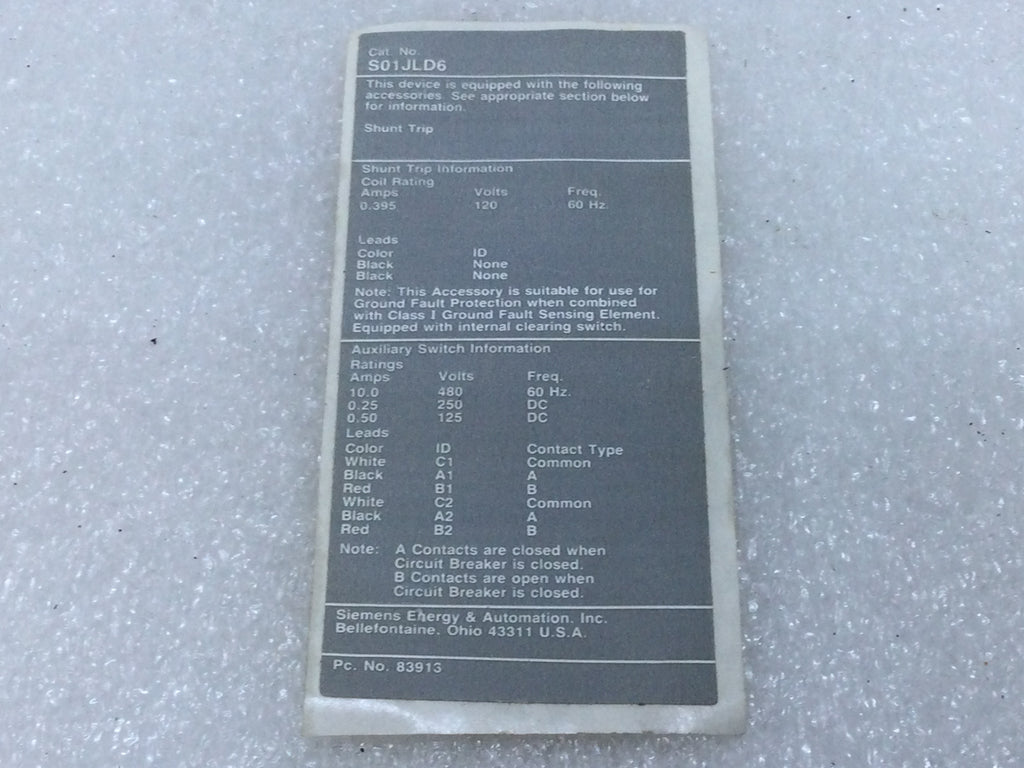 Cat. No.
S01JLD6
This device is equipped with the following
accessories. See appropriate section below
for information.
Shunt Trip
Shunt Trip Information
Coil Rating
Amps Volts Freq.
0.395 120 60 Hz.
Leads
Color ID
Black None
Black None
Note: This Accessory is suitable for use for
Ground Fault Protection when combined
with Class I Ground Fault Sensing Element.
Equipped with internal clearing switch.
Auxiliary Switch Information
Ratings
Amps Volts Freq.
10.0 480 60 Hz.
0.25 250 DC
0.50 125 DC
Leads
Color ID Contact Type
White C1 Common
Black A1 A
Red B1 B
White C2 Common
Black A2 A
Red B2 B
Note: A Contacts are closed when
Circuit Breaker is closed.
B Contacts are open when
Circuit Breaker is closed.
Siemens Energy & Automation, Inc.
Bellefontaine, Ohio 43311 U.S.A.
Pc. No. 83913